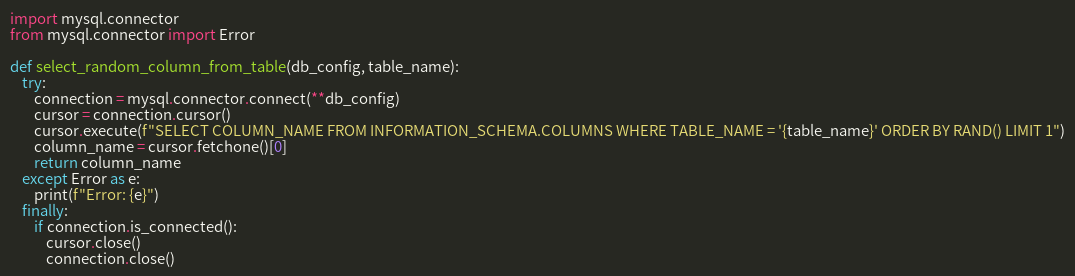 import mysql.connector
from mysql.connector import Error

def select_random_column_from_table(db_config, table_name):
    try:
        connection = mysql.connector.connect(**db_config)
        cursor = connection.cursor()
        cursor.execute(f"SELECT COLUMN_NAME FROM INFORMATION_SCHEMA.COLUMNS WHERE TABLE_NAME = '{table_name}' ORDER BY RAND() LIMIT 1")
        column_name = cursor.fetchone()[0]
        return column_name
    except Error as e:
        print(f"Error: {e}")
    finally:
        if connection.is_connected():
            cursor.close()
            connection.close()